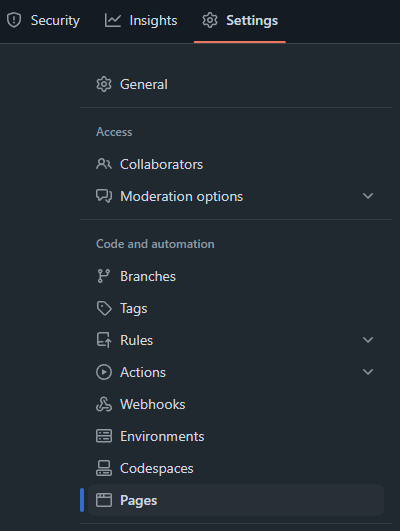 Security Insights Settings
General
Access
Collaborators
Moderation options
Code and automation
Branches
Tags
Rules
Actions
Webhooks
Environments
Codespaces
Pages